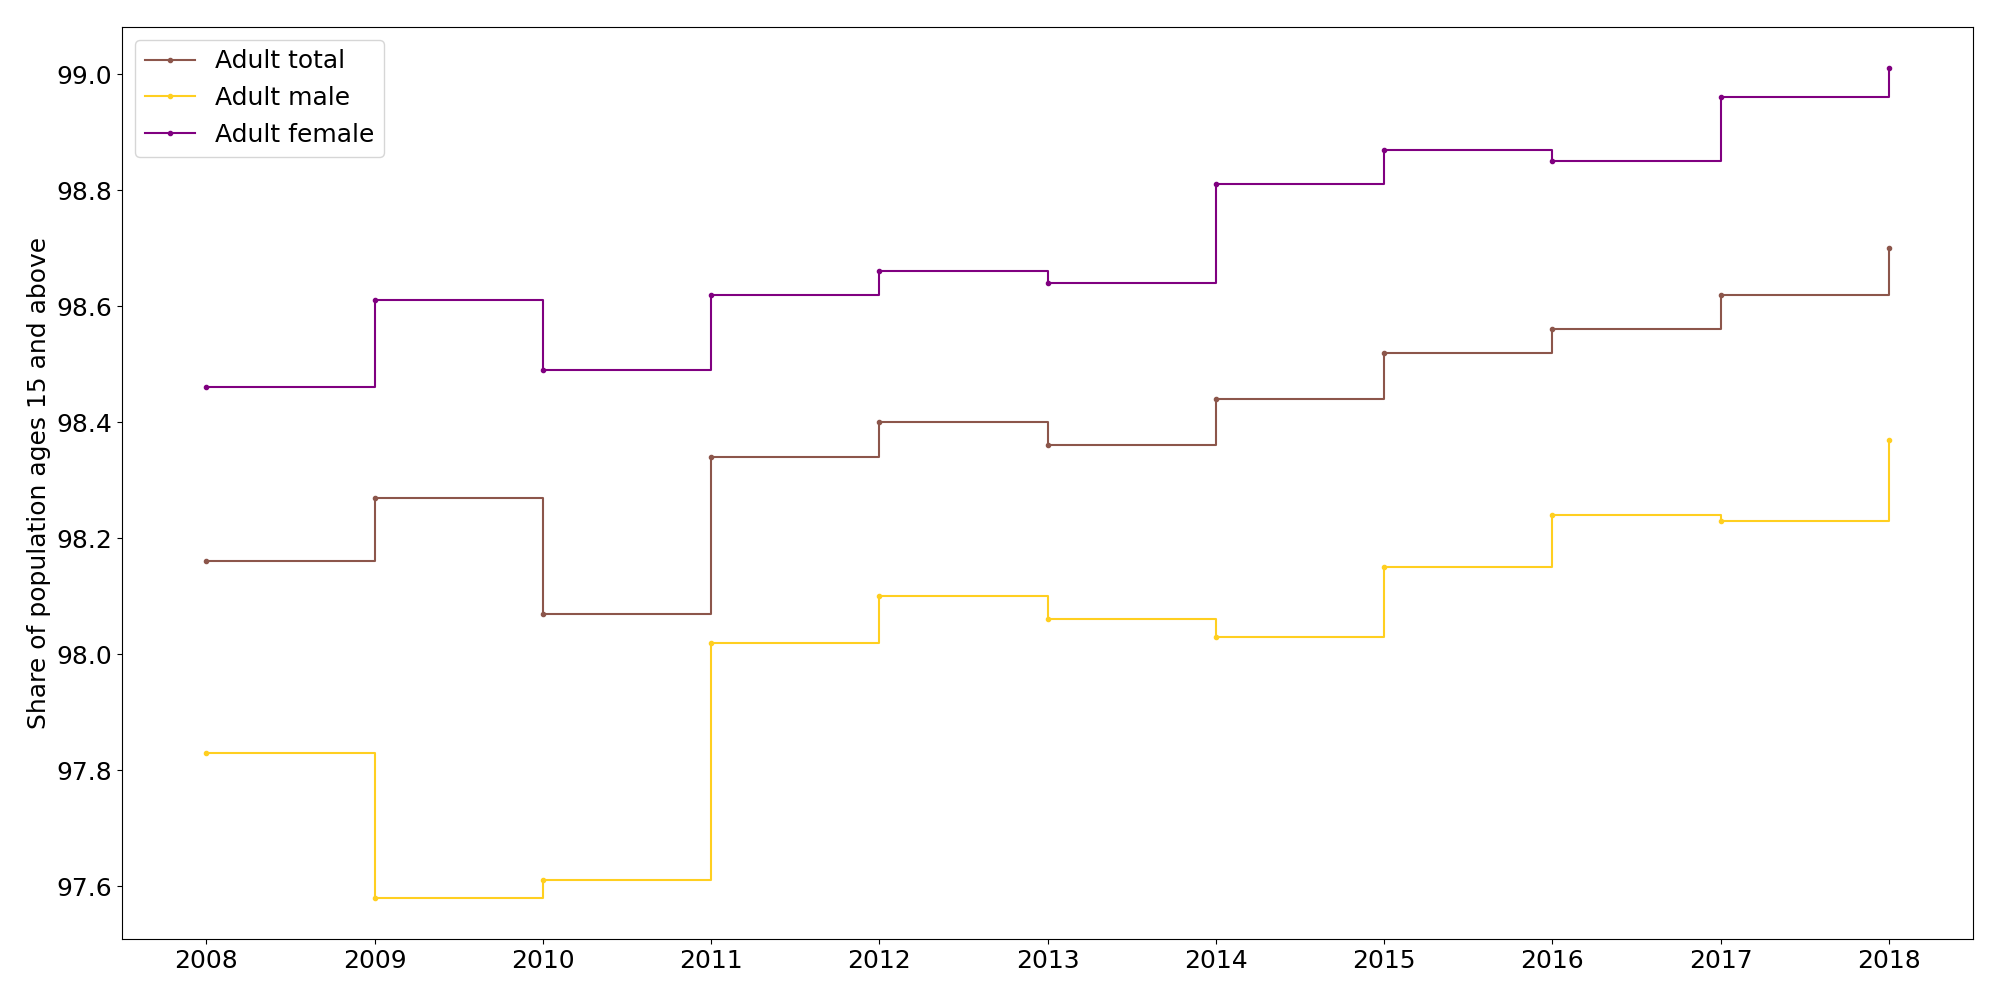 Adult total
Adult male
Adult female
Share of population ages 15 and above
99.0
98.8
98.6
98.4
98.2
98.0
97.8
97.6
2008 2009 2010 2011 2012 2013 2014 2015 2016 2017 2018